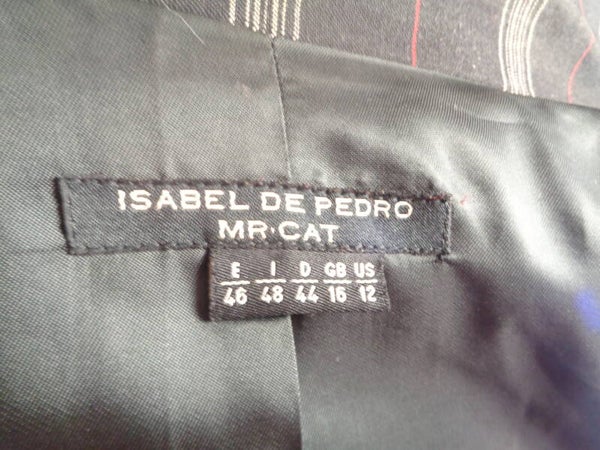 ISABEL DE PEDRO
MR·CAT
E I D GB US
46 48 44 16 12